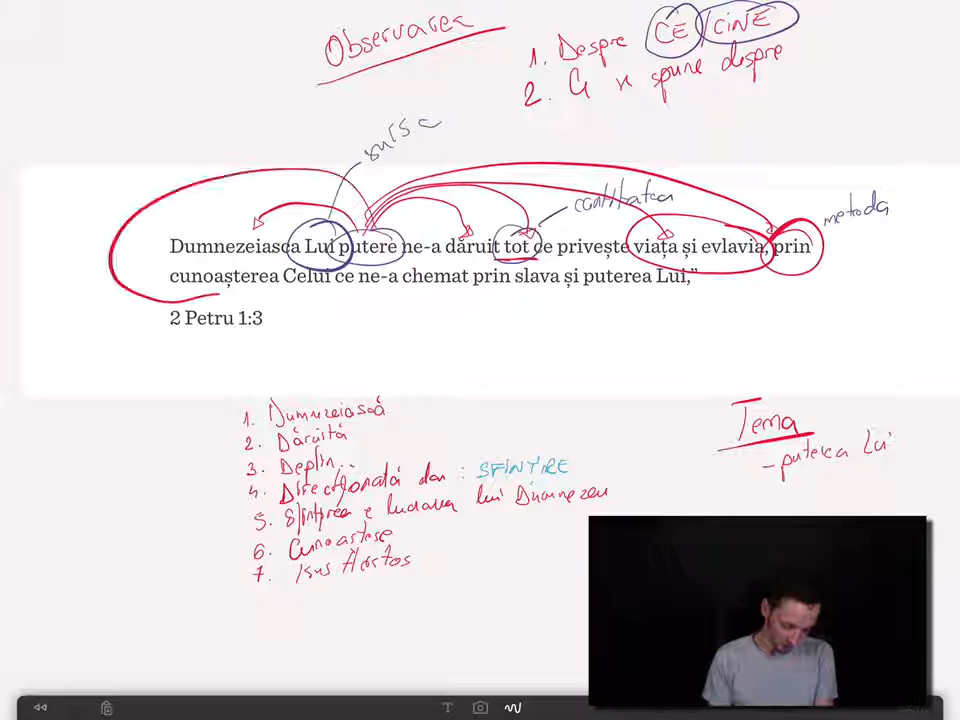 Observarea
1. Despre CE/CINE
2. Ce se spune despre
sursa
cantitatea
metoda
Dumnezeiasca Lui putere ne-a dăruit tot ce privește viața și evlavia, prin
cunoașterea Celui ce ne-a chemat prin slava și puterea Lui,”
2 Petru 1:3
1. Dumnezeiască
2. Dăruită
3. Deplin..
4. Direcționată dar : SFINȚIRE
5. Sfințirea e lucrarea lui Dumnezeu
6. Cunoaștere
7. Isus Hristos
Tema
- puterea Lui
T